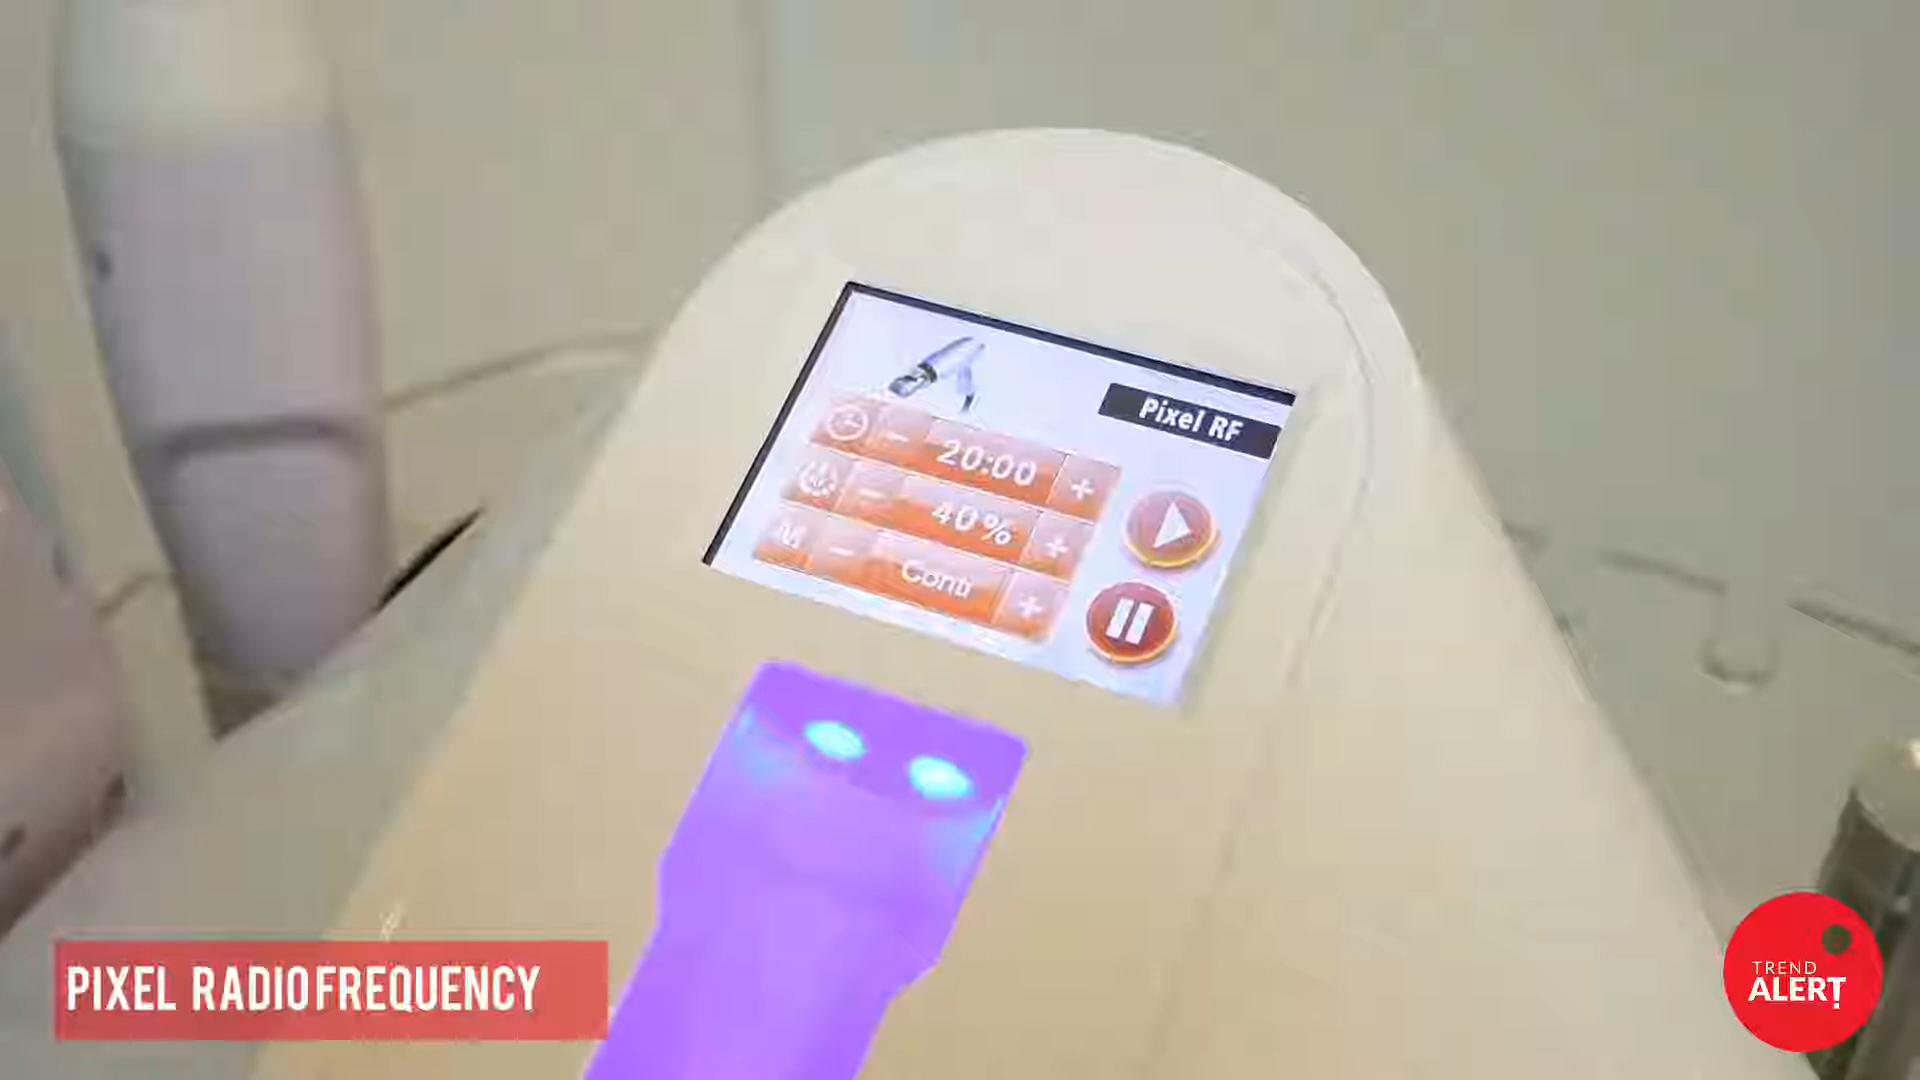 Pixel RF
- 20:00 +
- 40% +
M - Conti +
PIXEL RADIOFREQUENCY
TREND
ALERT!